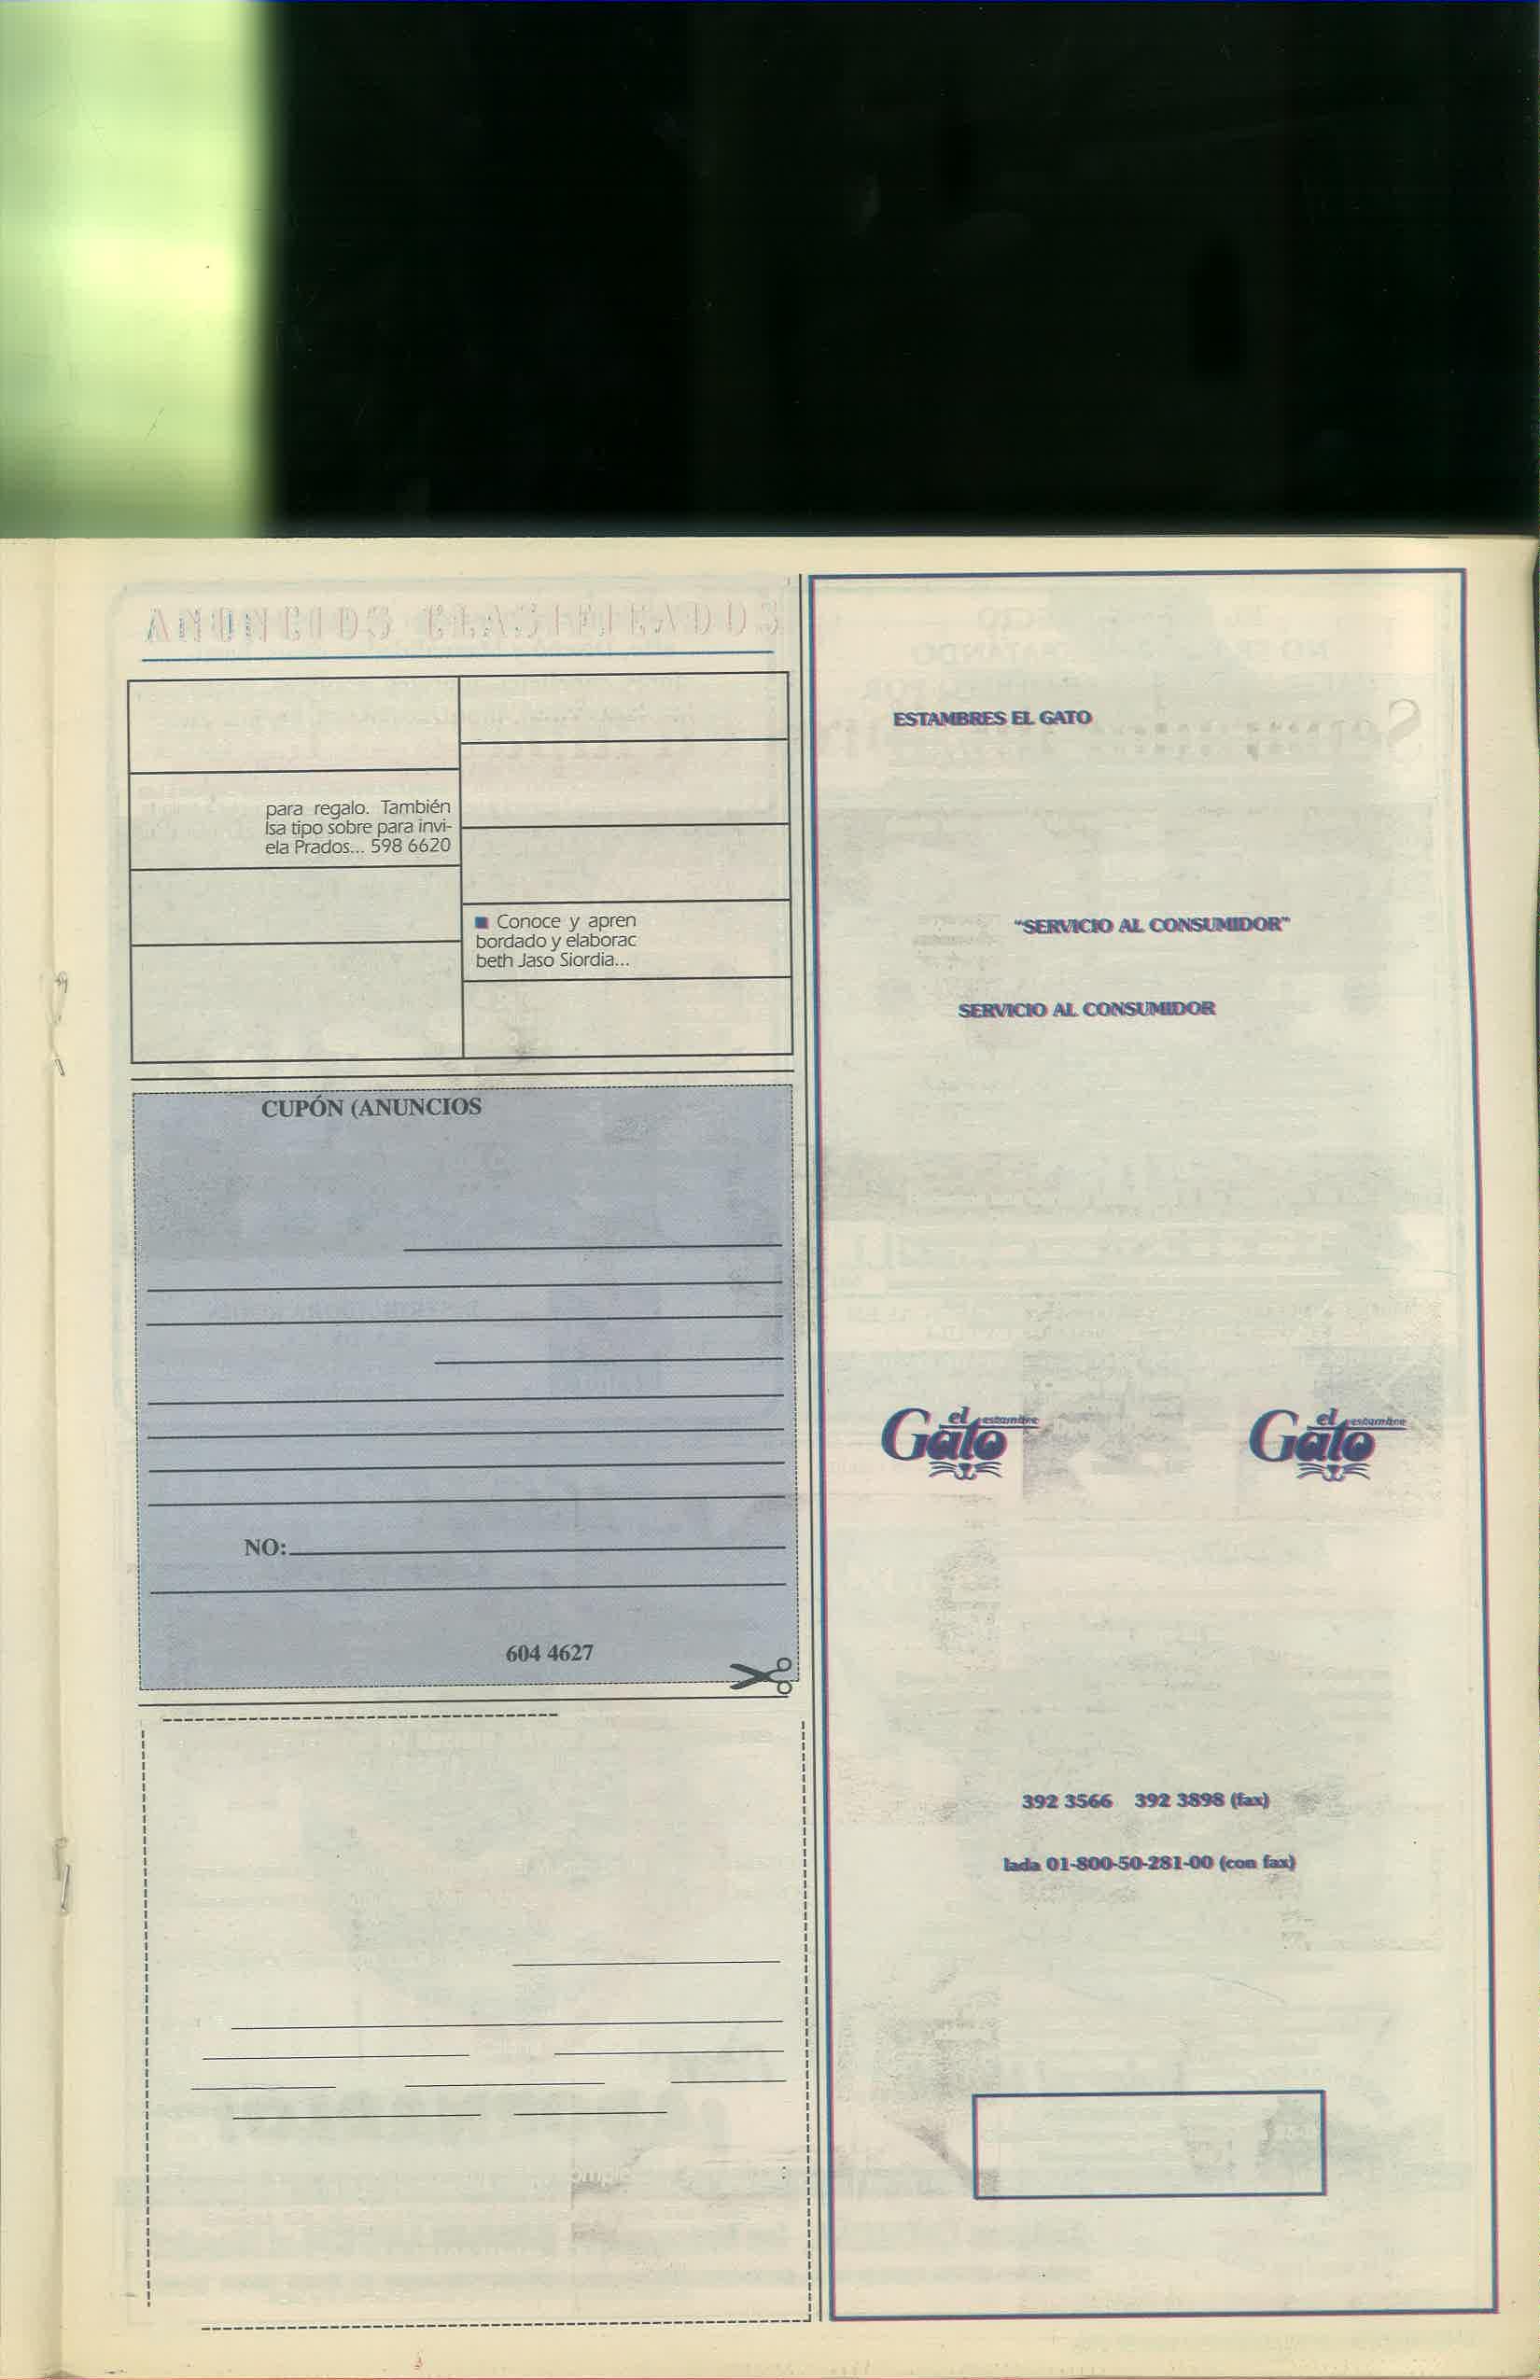 ANUNCIOS CLASIFICADOS
para regalo. También
lsa tipo sobre para invi-
ela Prados... 598 6620
■ Conoce y apren
bordado y elaborac
beth Jaso Siordia...
CUPÓN (ANUNCIOS
NO:
604 4627
ESTAMBRES EL GATO
"SERVICIO AL CONSUMIDOR"
SERVICIO AL CONSUMIDOR
el estambre
Gato
el estambre
Gato
392 3566 392 3898 (fax)
lada 01-800-50-281-00 (con fax)